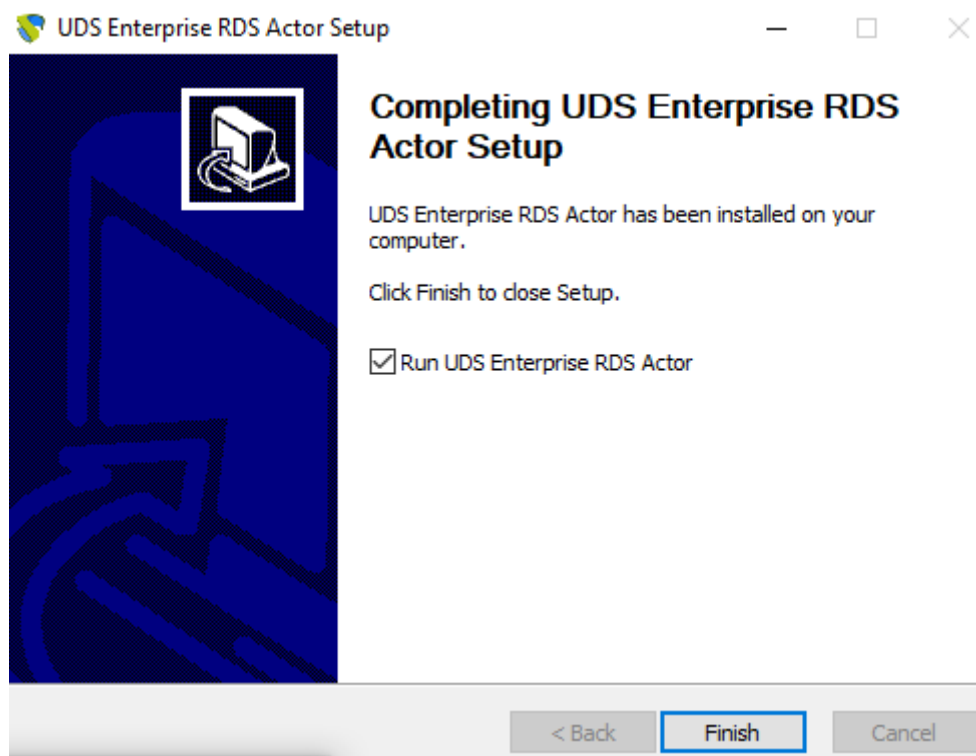 UDS Enterprise RDS Actor Setup
Completing UDS Enterprise RDS
Actor Setup
UDS Enterprise RDS Actor has been installed on your
computer.
Click Finish to close Setup.
Run UDS Enterprise RDS Actor
< Back
Finish
Cancel